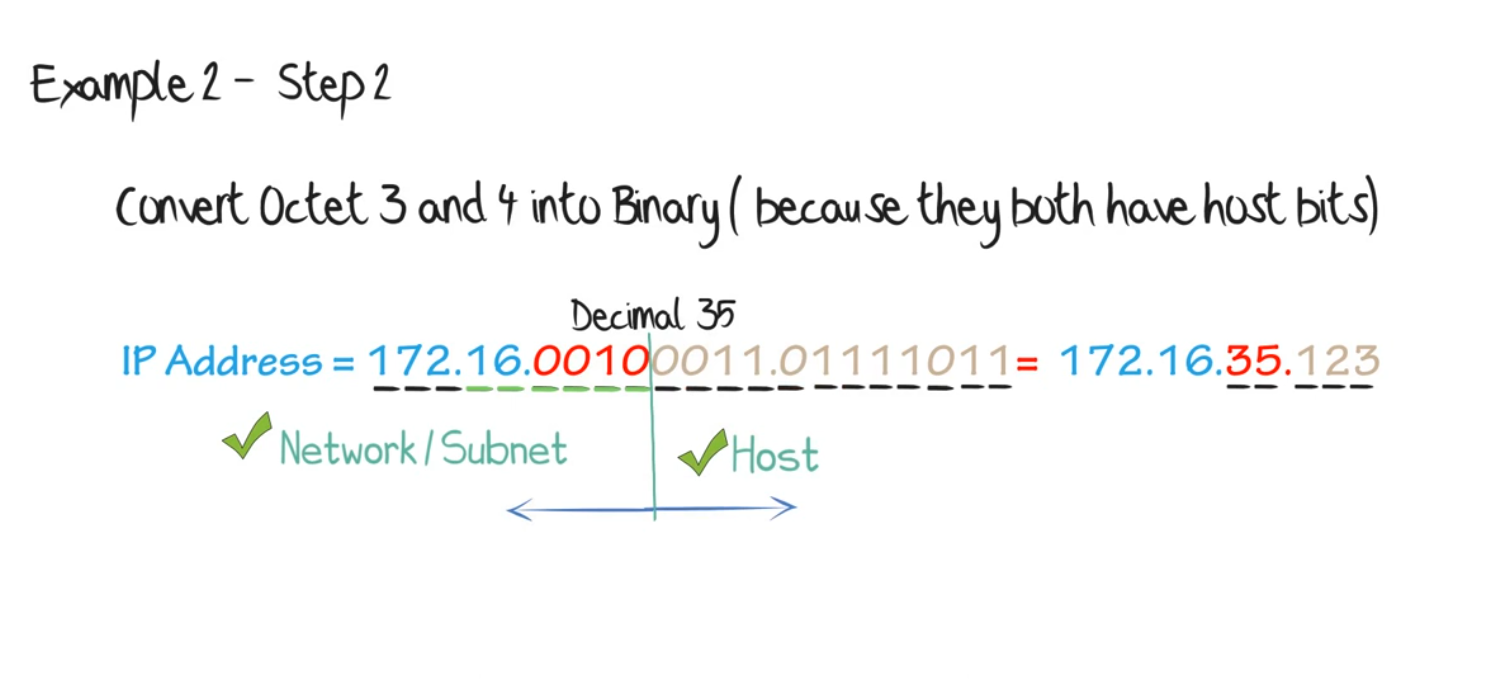 Example 2 - Step 2
Convert Octet 3 and 4 into Binary ( because they both have host bits)
Decimal 35
IP Address = 172.16.00100011.01111011 = 172.16.35.123
Network / Subnet
Host